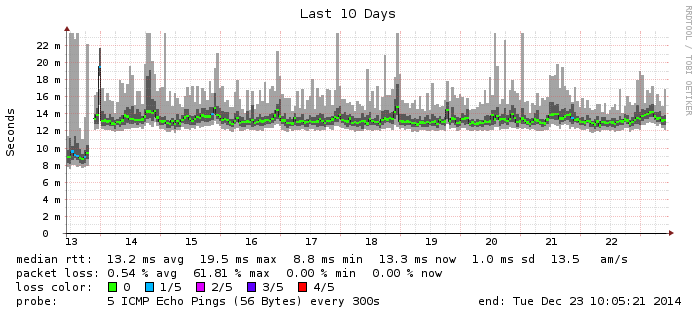 Last 10 Days
RRDTOOL / TOBI OETIKER
Seconds
22 m
20 m
18 m
16 m
14 m
12 m
10 m
8 m
6 m
4 m
2 m
0
13 14 15 16 17 18 19 20 21 22
median rtt: 13.2 ms avg 19.5 ms max 8.8 ms min 13.3 ms now 1.0 ms sd 13.5 am/s
packet loss: 0.54 % avg 61.81 % max 0.00 % min 0.00 % now
loss color: 0 1/5 2/5 3/5 4/5
probe: 5 ICMP Echo Pings (56 Bytes) every 300s end: Tue Dec 23 10:05:21 2014